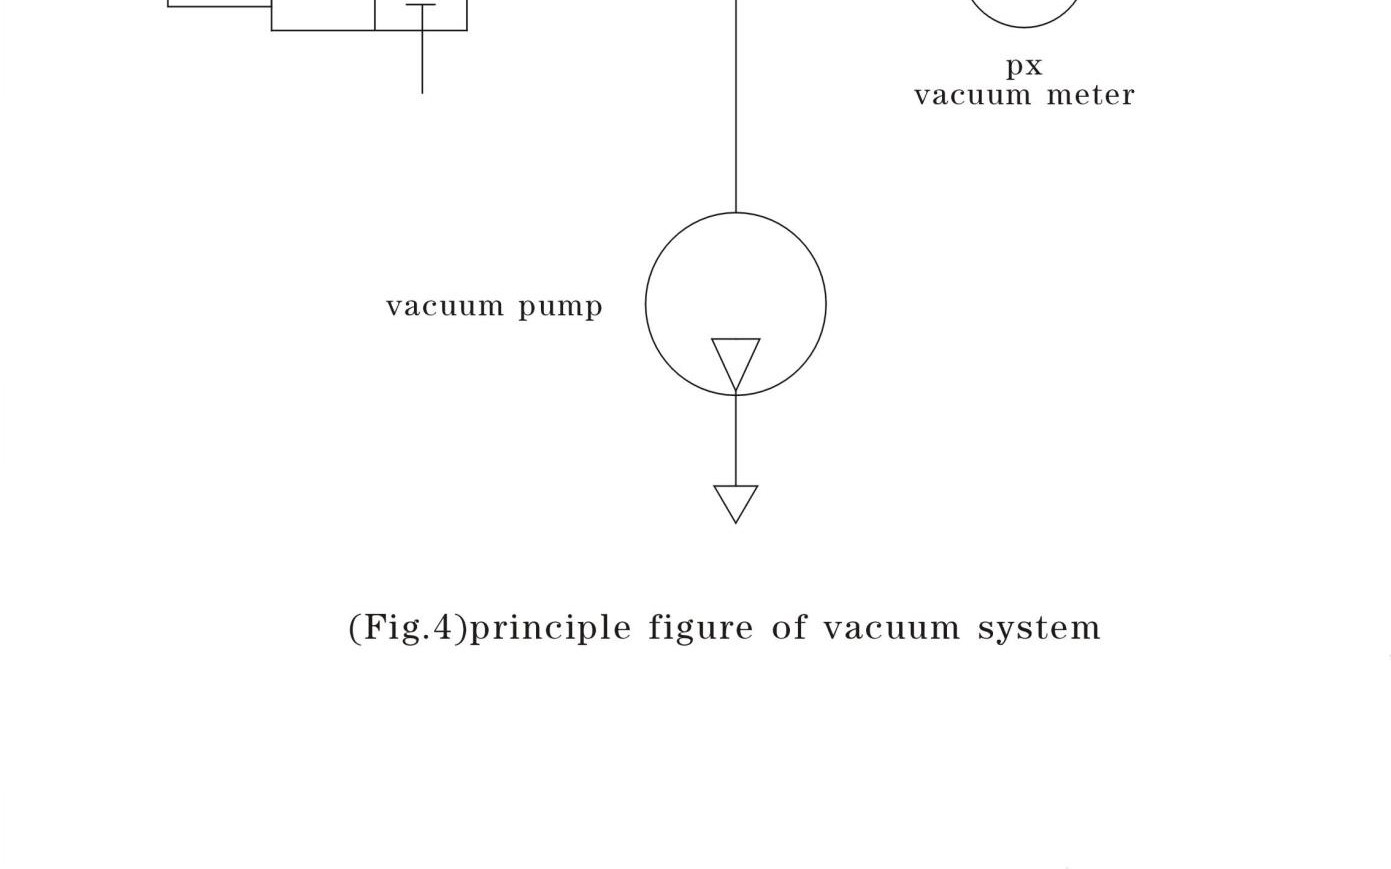 px
vacuum meter
vacuum pump
(Fig.4)principle figure of vacuum system